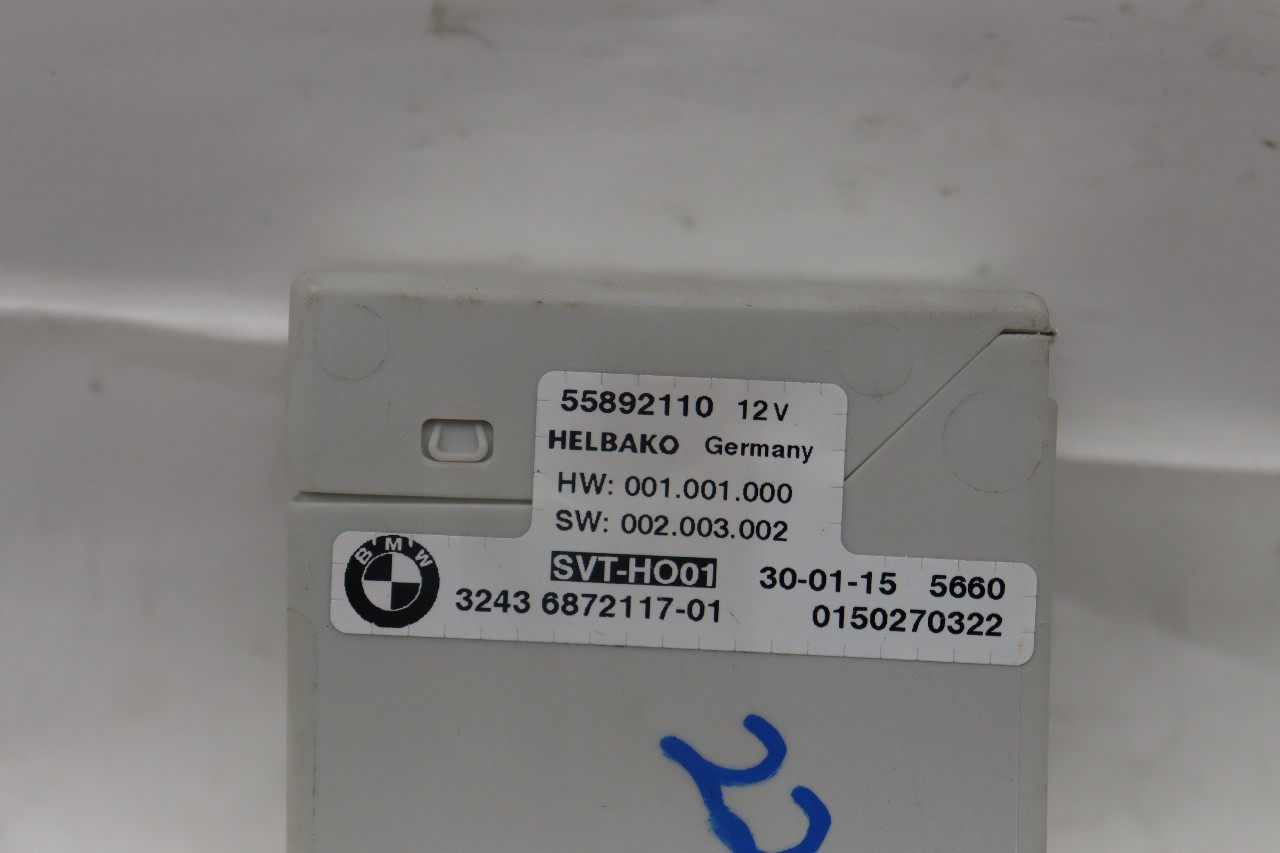 55892110 12V
HELBAKO Germany
HW: 001.001.000
SW: 002.003.002
BMW
SVT-HO01 30-01-15 5660
3243 6872117-01 0150270322